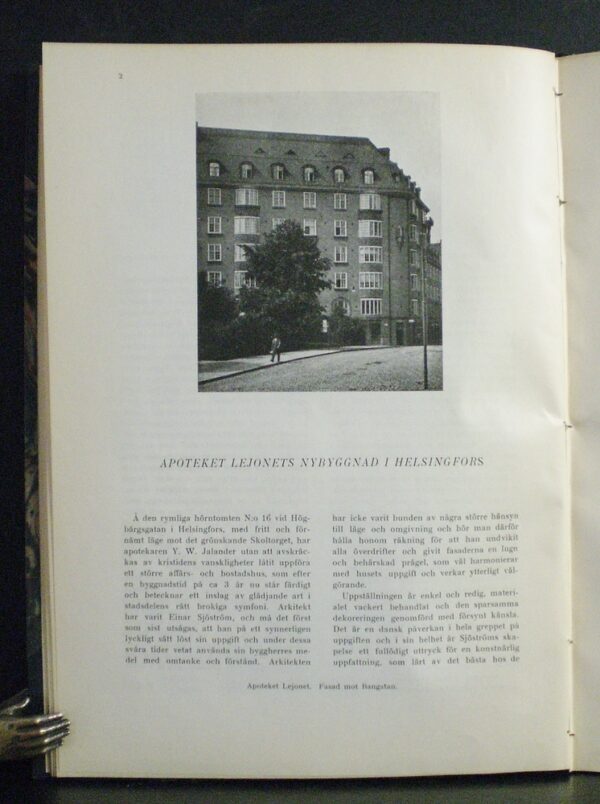 2
APOTEKET LEJONETS NYBYGGNAD I HELSINGFORS
Å den rymliga hörntomten N:o 16 vid Hög-
bärgsgatan i Helsingfors, med fritt och för-
nämt läge mot det grönskande Skoltorget, har
apotekaren Y. W. Jalander utan att avskräc-
kas av kristidens vanskligheter låtit uppföra
ett större affärs- och bostadshus, som efter
en byggnadstid på ca 3 år nu står färdigt
och betecknar ett inslag av glädjande art i
stadsdelens rätt brokiga symfoni. Arkitekt
har varit Einar Sjöström, och må det först
som sist utsägas, att han på ett synnerligen
lyckligt sätt löst sin uppgift och under dessa
svåra tider vetat använda sin byggherres me-
del med omtanke och förstånd. Arkitekten
har icke varit bunden av några större hänsyn
till läge och omgivning och bör man därför
hålla honom räkning för att han undvikit
alla överdrifter och givit fasaderna en lugn
och behärskad prägel, som väl harmonierar
med husets uppgift och verkar ytterligt väl-
görande.
Uppställningen är enkel och redig, materi-
alet vackert behandlat och den sparsamma
dekoreringen genomförd med försynt känsla.
Det är en dansk påverkan i hela greppet på
uppgiften och i sin helhet är Sjöströms ska-
pelse ett fullödigt uttryck för en konstnärlig
uppfattning, som lärt av det bästa hos de
Apoteket Lejonet. Fasad mot Bangatan.